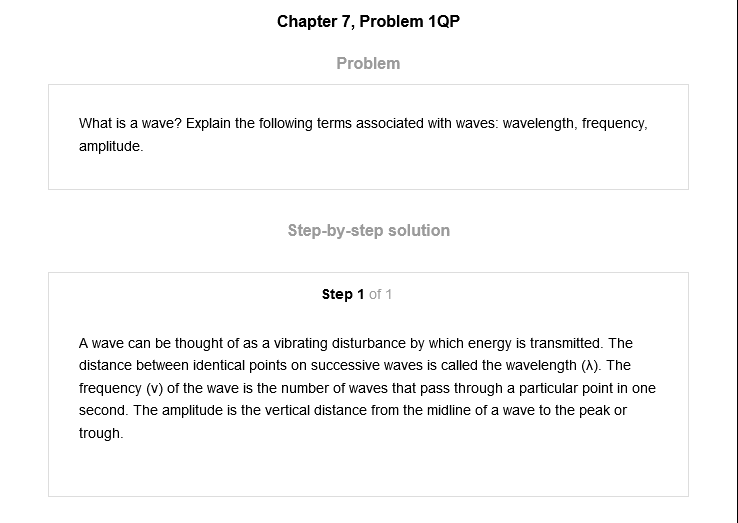 Chapter 7, Problem 1QP
Problem
What is a wave? Explain the following terms associated with waves: wavelength, frequency,
amplitude.
Step-by-step solution
Step 1 of 1
A wave can be thought of as a vibrating disturbance by which energy is transmitted. The
distance between identical points on successive waves is called the wavelength (λ). The
frequency (v) of the wave is the number of waves that pass through a particular point in one
second. The amplitude is the vertical distance from the midline of a wave to the peak or
trough.